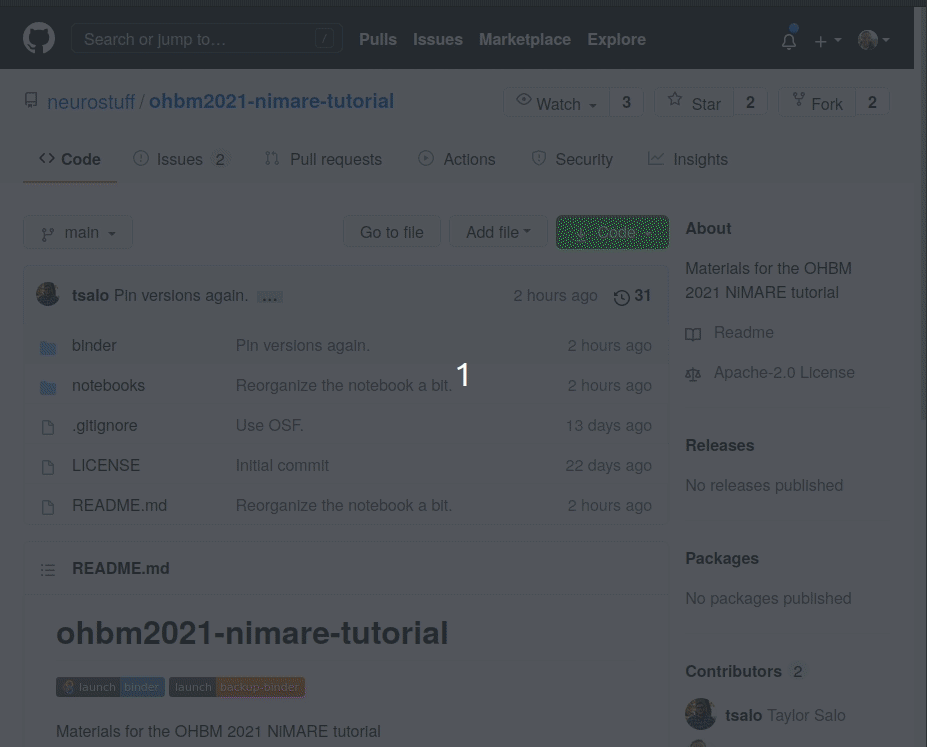 Search or jump to… /
Pulls Issues Marketplace Explore
neurostuff / ohbm2021-nimare-tutorial
Watch 3 Star 2 Fork 2
Code Issues 2 Pull requests Actions Security Insights
main Go to file Add file Code
About
Materials for the OHBM
2021 NiMARE tutorial
Readme
Apache-2.0 License
Releases
No releases published
Packages
No packages published
Contributors 2
tsalo Taylor Salo
tsalo Pin versions again. ... 2 hours ago 31
binder Pin versions again. 2 hours ago
notebooks Reorganize the notebook a bit. 2 hours ago
.gitignore Use OSF. 13 days ago
LICENSE Initial commit 22 days ago
README.md Reorganize the notebook a bit. 2 hours ago
1
README.md
ohbm2021-nimare-tutorial
launch binder launch backup-binder
Materials for the OHBM 2021 NiMARE tutorial